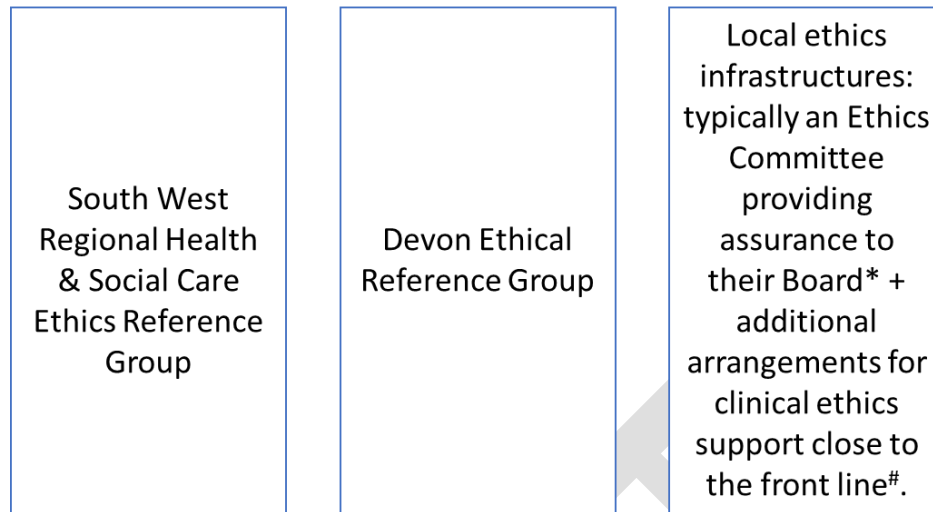 South West
Regional Health
& Social Care
Ethics Reference
Group
Devon Ethical
Reference Group
Local ethics
infrastructures:
typically an Ethics
Committee
providing
assurance to
their Board* +
additional
arrangements for
clinical ethics
support close to
the front line#.